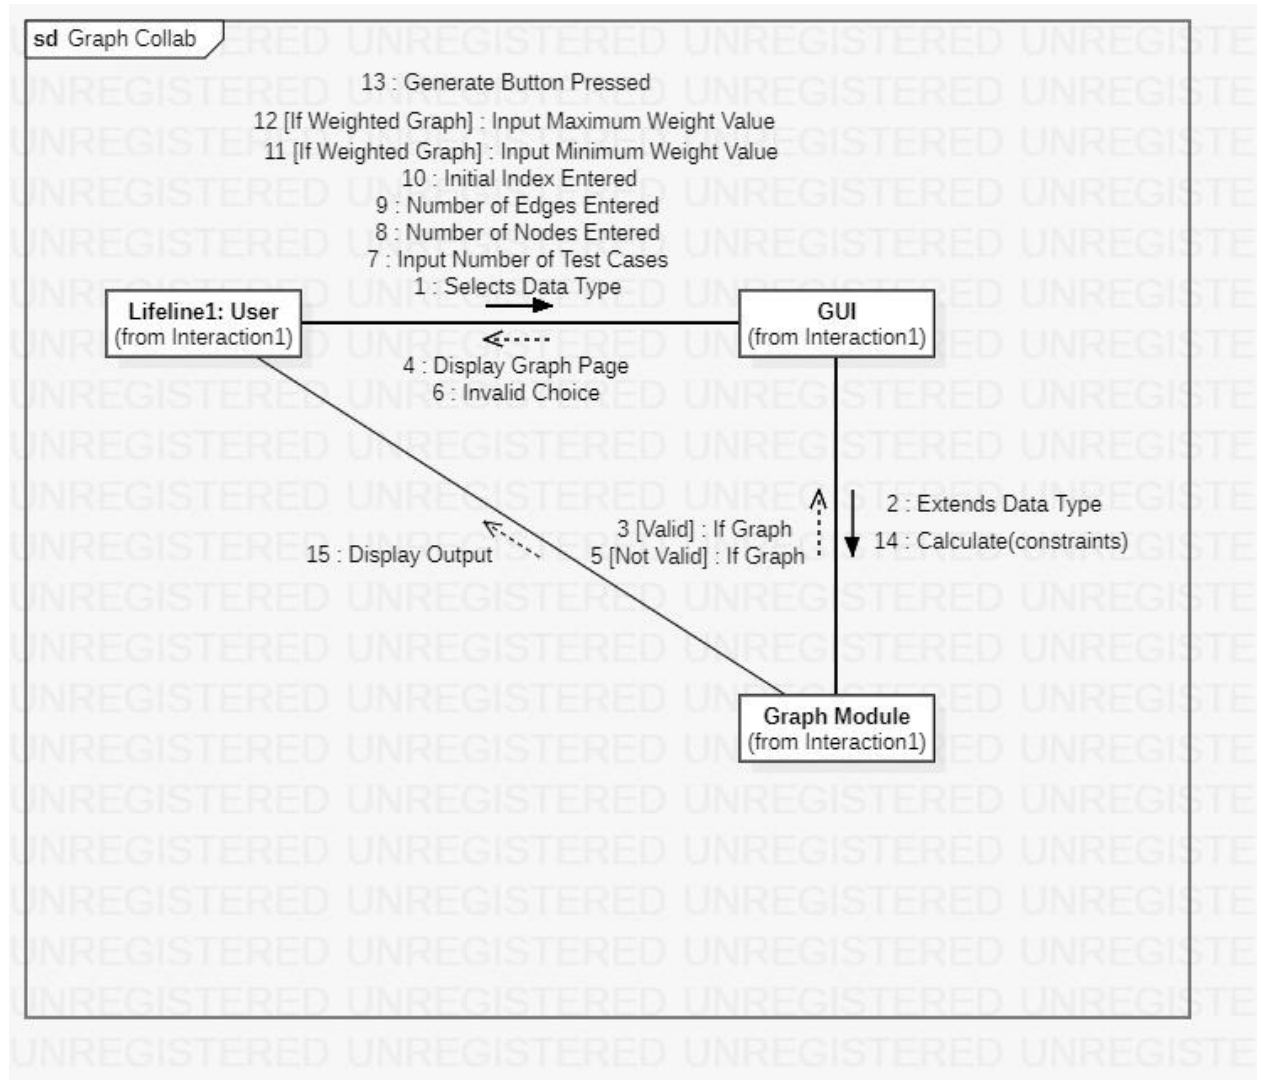 sd Graph Collab
13 : Generate Button Pressed
12 [If Weighted Graph] : Input Maximum Weight Value
11 [If Weighted Graph] : Input Minimum Weight Value
10 : Initial Index Entered
9 : Number of Edges Entered
8 : Number of Nodes Entered
7 : Input Number of Test Cases
1 : Selects Data Type
Lifeline1: User
(from Interaction1)
GUI
(from Interaction1)
4 : Display Graph Page
6 : Invalid Choice
2 : Extends Data Type
3 [Valid] : If Graph
14 : Calculate(constraints)
15 : Display Output
5 [Not Valid] : If Graph
Graph Module
(from Interaction1)
UNREGISTERED UNREGISTERED UNREGISTERED UNREGISTE